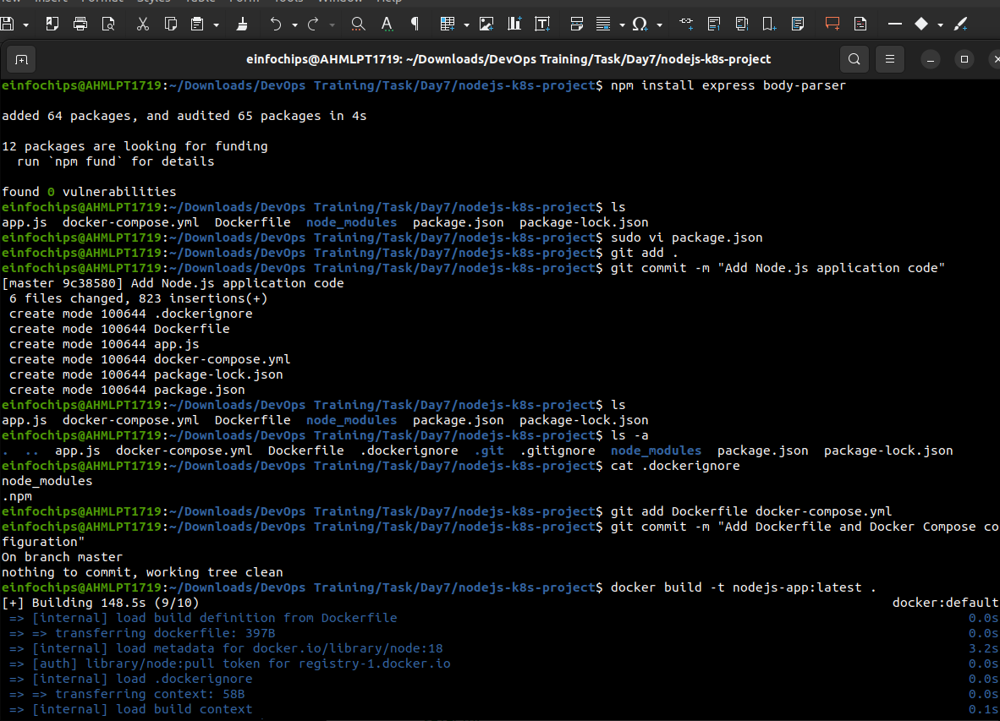 Insert Format Styles Table Form Tools Window Help
einfochips@AHMLPT1719: ~/Downloads/DevOps Training/Task/Day7/nodejs-k8s-project
einfochips@AHMLPT1719:~/Downloads/DevOps Training/Task/Day7/nodejs-k8s-project$ npm install express body-parser
added 64 packages, and audited 65 packages in 4s
12 packages are looking for funding
  run `npm fund` for details
found 0 vulnerabilities
einfochips@AHMLPT1719:~/Downloads/DevOps Training/Task/Day7/nodejs-k8s-project$ ls
app.js  docker-compose.yml  Dockerfile  node_modules  package.json  package-lock.json
einfochips@AHMLPT1719:~/Downloads/DevOps Training/Task/Day7/nodejs-k8s-project$ sudo vi package.json
einfochips@AHMLPT1719:~/Downloads/DevOps Training/Task/Day7/nodejs-k8s-project$ git add .
einfochips@AHMLPT1719:~/Downloads/DevOps Training/Task/Day7/nodejs-k8s-project$ git commit -m "Add Node.js application code"
[master 9c38580] Add Node.js application code
 6 files changed, 823 insertions(+)
 create mode 100644 .dockerignore
 create mode 100644 Dockerfile
 create mode 100644 app.js
 create mode 100644 docker-compose.yml
 create mode 100644 package-lock.json
 create mode 100644 package.json
einfochips@AHMLPT1719:~/Downloads/DevOps Training/Task/Day7/nodejs-k8s-project$ ls
app.js  docker-compose.yml  Dockerfile  node_modules  package.json  package-lock.json
einfochips@AHMLPT1719:~/Downloads/DevOps Training/Task/Day7/nodejs-k8s-project$ ls -a
.  ..  app.js  docker-compose.yml  Dockerfile  .dockerignore  .git  .gitignore  node_modules  package.json  package-lock.json
einfochips@AHMLPT1719:~/Downloads/DevOps Training/Task/Day7/nodejs-k8s-project$ cat .dockerignore
node_modules
.npm
einfochips@AHMLPT1719:~/Downloads/DevOps Training/Task/Day7/nodejs-k8s-project$ git add Dockerfile docker-compose.yml
einfochips@AHMLPT1719:~/Downloads/DevOps Training/Task/Day7/nodejs-k8s-project$ git commit -m "Add Dockerfile and Docker Compose co
figuration"
On branch master
nothing to commit, working tree clean
einfochips@AHMLPT1719:~/Downloads/DevOps Training/Task/Day7/nodejs-k8s-project$ docker build -t nodejs-app:latest .
[+] Building 148.5s (9/10) docker:default
 => [internal] load build definition from Dockerfile 0.0s
 => => transferring dockerfile: 397B 0.0s
 => [internal] load metadata for docker.io/library/node:18 3.2s
 => [auth] library/node:pull token for registry-1.docker.io 0.0s
 => [internal] load .dockerignore 0.0s
 => => transferring context: 58B 0.0s
 => [internal] load build context 0.1s